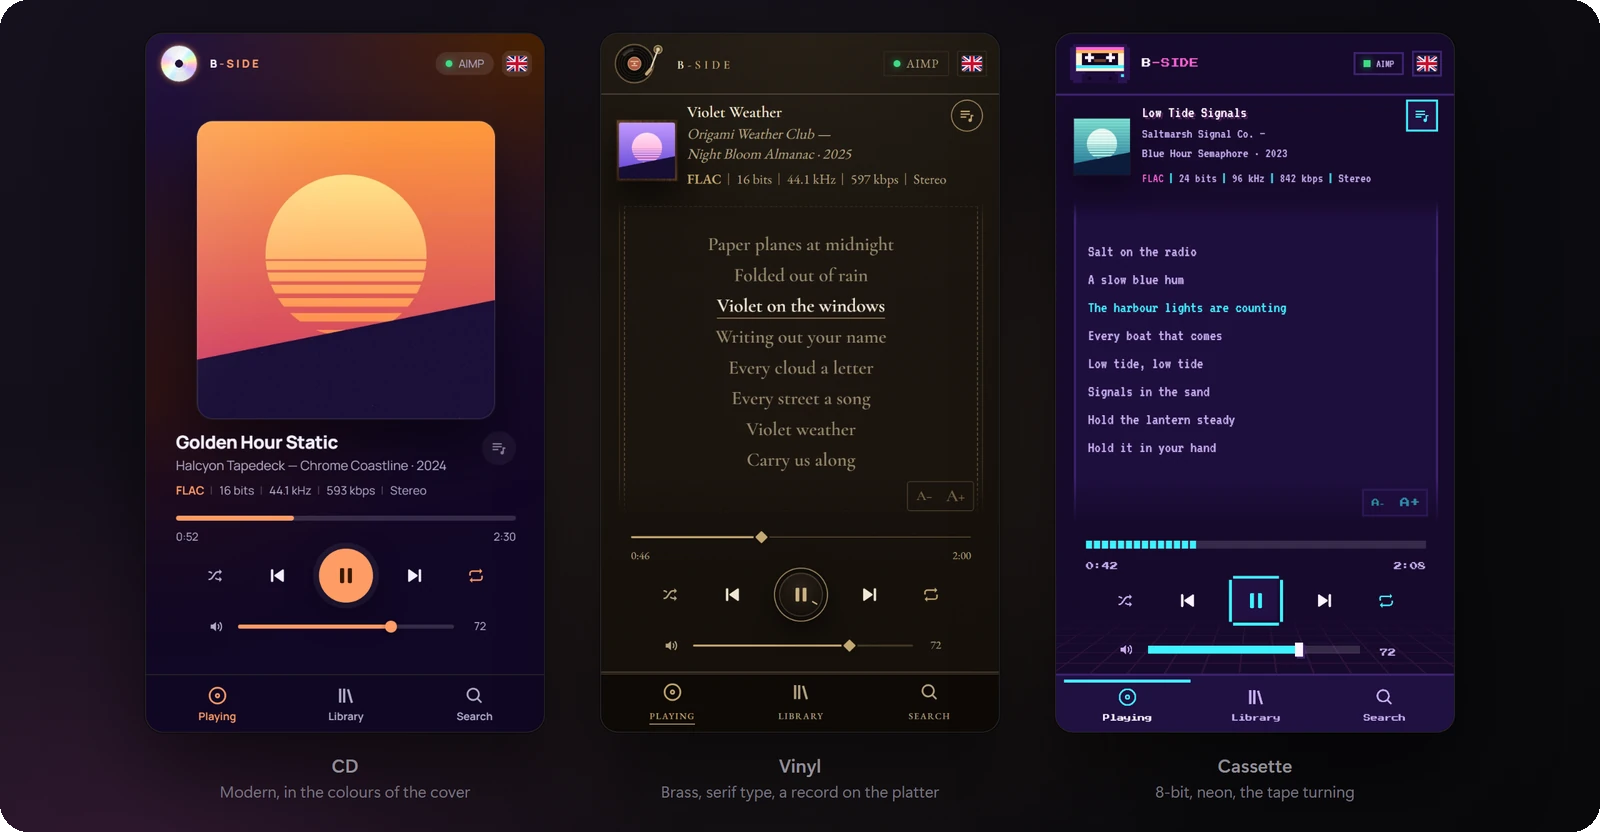 B-SIDE
AIMP
Golden Hour Static
Halcyon Tapedeck — Chrome Coastline · 2024
FLAC | 16 bits | 44.1 kHz | 593 kbps | Stereo
0:52 2:30
72
Playing Library Search
CD
Modern, in the colours of the cover
B-SIDE
AIMP
Violet Weather
Origami Weather Club —
Night Bloom Almanac · 2025
FLAC | 16 bits | 44.1 kHz | 597 kbps | Stereo
Paper planes at midnight
Folded out of rain
Violet on the windows
Writing out your name
Every cloud a letter
Every street a song
Violet weather
Carry us along
A- A+
0:46 2:00
72
PLAYING LIBRARY SEARCH
Vinyl
Brass, serif type, a record on the platter
B-SIDE
AIMP
Low Tide Signals
Saltmarsh Signal Co. —
Blue Hour Semaphore · 2023
FLAC | 24 bits | 96 kHz | 842 kbps | Stereo
Salt on the radio
A slow blue hum
The harbour lights are counting
Every boat that comes
Low tide, low tide
Signals in the sand
Hold the lantern steady
Hold it in your hand
A- A+
0:42 2:08
72
Playing Library Search
Cassette
8-bit, neon, the tape turning